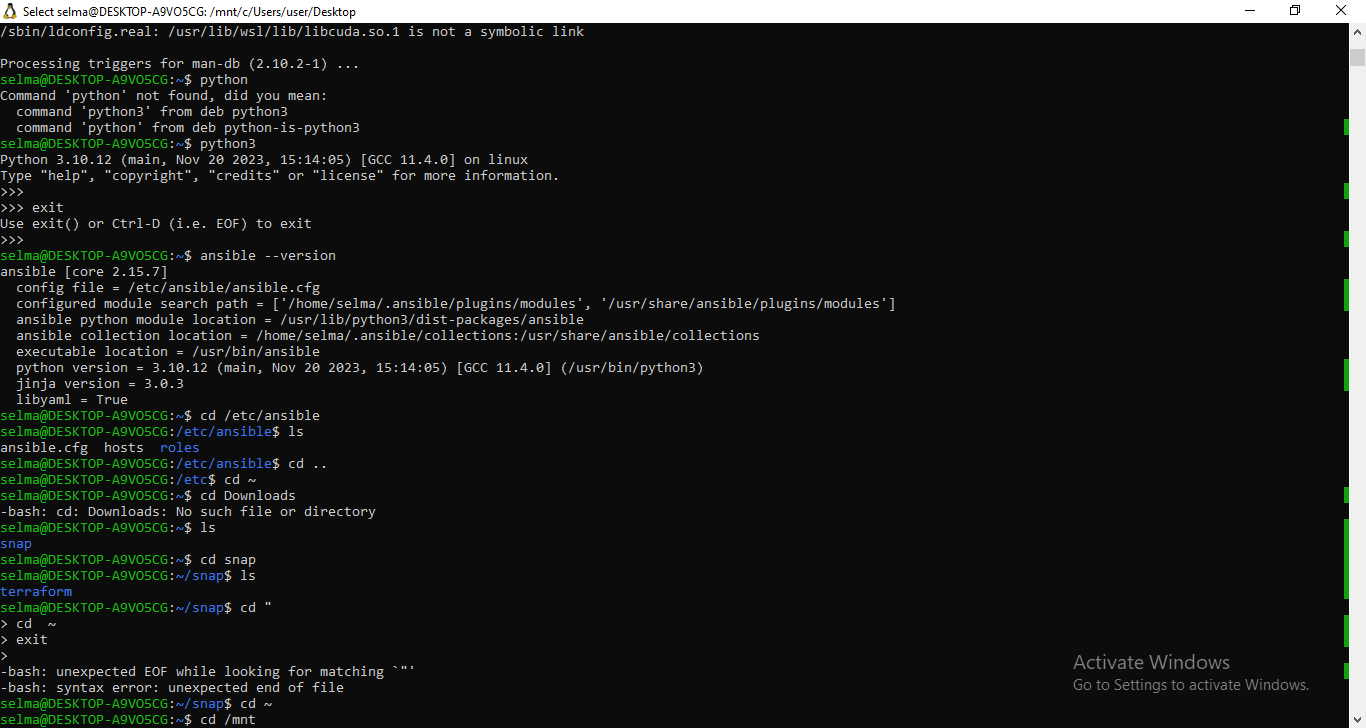 Select selma@DESKTOP-A9VO5CG: /mnt/c/Users/user/Desktop
/sbin/ldconfig.real: /usr/lib/wsl/lib/libcuda.so.1 is not a symbolic link
Processing triggers for man-db (2.10.2-1) ...
selma@DESKTOP-A9VO5CG:~$ python
Command 'python' not found, did you mean:
  command 'python3' from deb python3
  command 'python' from deb python-is-python3
selma@DESKTOP-A9VO5CG:~$ python3
Python 3.10.12 (main, Nov 20 2023, 15:14:05) [GCC 11.4.0] on linux
Type "help", "copyright", "credits" or "license" for more information.
>>>
>>> exit
Use exit() or Ctrl-D (i.e. EOF) to exit
>>>
selma@DESKTOP-A9VO5CG:~$ ansible --version
ansible [core 2.15.7]
  config file = /etc/ansible/ansible.cfg
  configured module search path = ['/home/selma/.ansible/plugins/modules', '/usr/share/ansible/plugins/modules']
  ansible python module location = /usr/lib/python3/dist-packages/ansible
  ansible collection location = /home/selma/.ansible/collections:/usr/share/ansible/collections
  executable location = /usr/bin/ansible
  python version = 3.10.12 (main, Nov 20 2023, 15:14:05) [GCC 11.4.0] (/usr/bin/python3)
  jinja version = 3.0.3
  libyaml = True
selma@DESKTOP-A9VO5CG:~$ cd /etc/ansible
selma@DESKTOP-A9VO5CG:/etc/ansible$ ls
ansible.cfg  hosts  roles
selma@DESKTOP-A9VO5CG:/etc/ansible$ cd ..
selma@DESKTOP-A9VO5CG:/etc$ cd ~
selma@DESKTOP-A9VO5CG:~$ cd Downloads
-bash: cd: Downloads: No such file or directory
selma@DESKTOP-A9VO5CG:~$ ls
snap
selma@DESKTOP-A9VO5CG:~$ cd snap
selma@DESKTOP-A9VO5CG:~/snap$ ls
terraform
selma@DESKTOP-A9VO5CG:~/snap$ cd "
> cd  ~
> exit
>
-bash: unexpected EOF while looking for matching `"'
-bash: syntax error: unexpected end of file
selma@DESKTOP-A9VO5CG:~/snap$ cd ~
selma@DESKTOP-A9VO5CG:~$ cd /mnt
Activate Windows
Go to Settings to activate Windows.